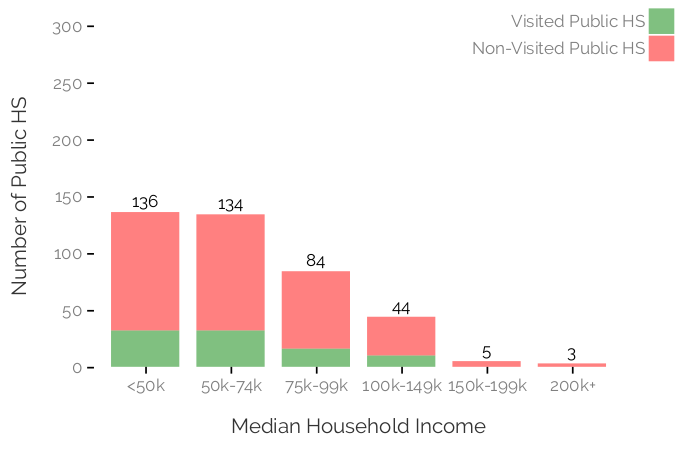 Visited Public HS
Non-Visited Public HS
Number of Public HS
300
250
200
150
100
50
0
136
134
84
44
5
3
<50k
50k-74k
75k-99k
100k-149k
150k-199k
200k+
Median Household Income